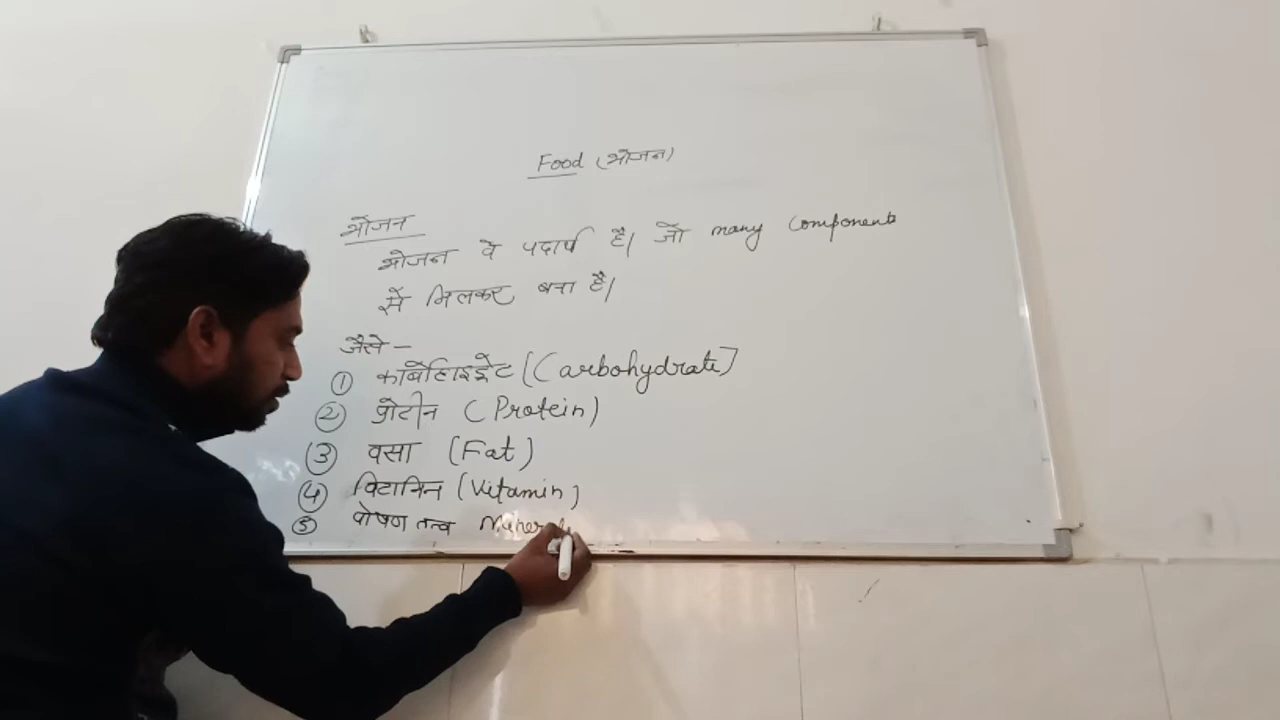 Food (भोजन)
भोजन
भोजन वे पदार्थ है। जो many components
से मिलकर बना है।
जैसे -
① कार्बोहाइड्रेट [(Carbohydrate]
② प्रोटीन (Protein)
③ वसा (Fat)
④ विटामिन (Vitamin)
⑤ पोषण तत्व